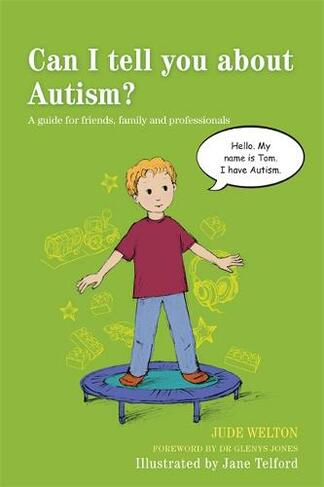 Can I tell you about
Autism?
A guide for friends, family and professionals
Hello. My
name is Tom.
I have Autism.
JUDE WELTON
FOREWORD BY DR GLENYS JONES
Illustrated by Jane Telford